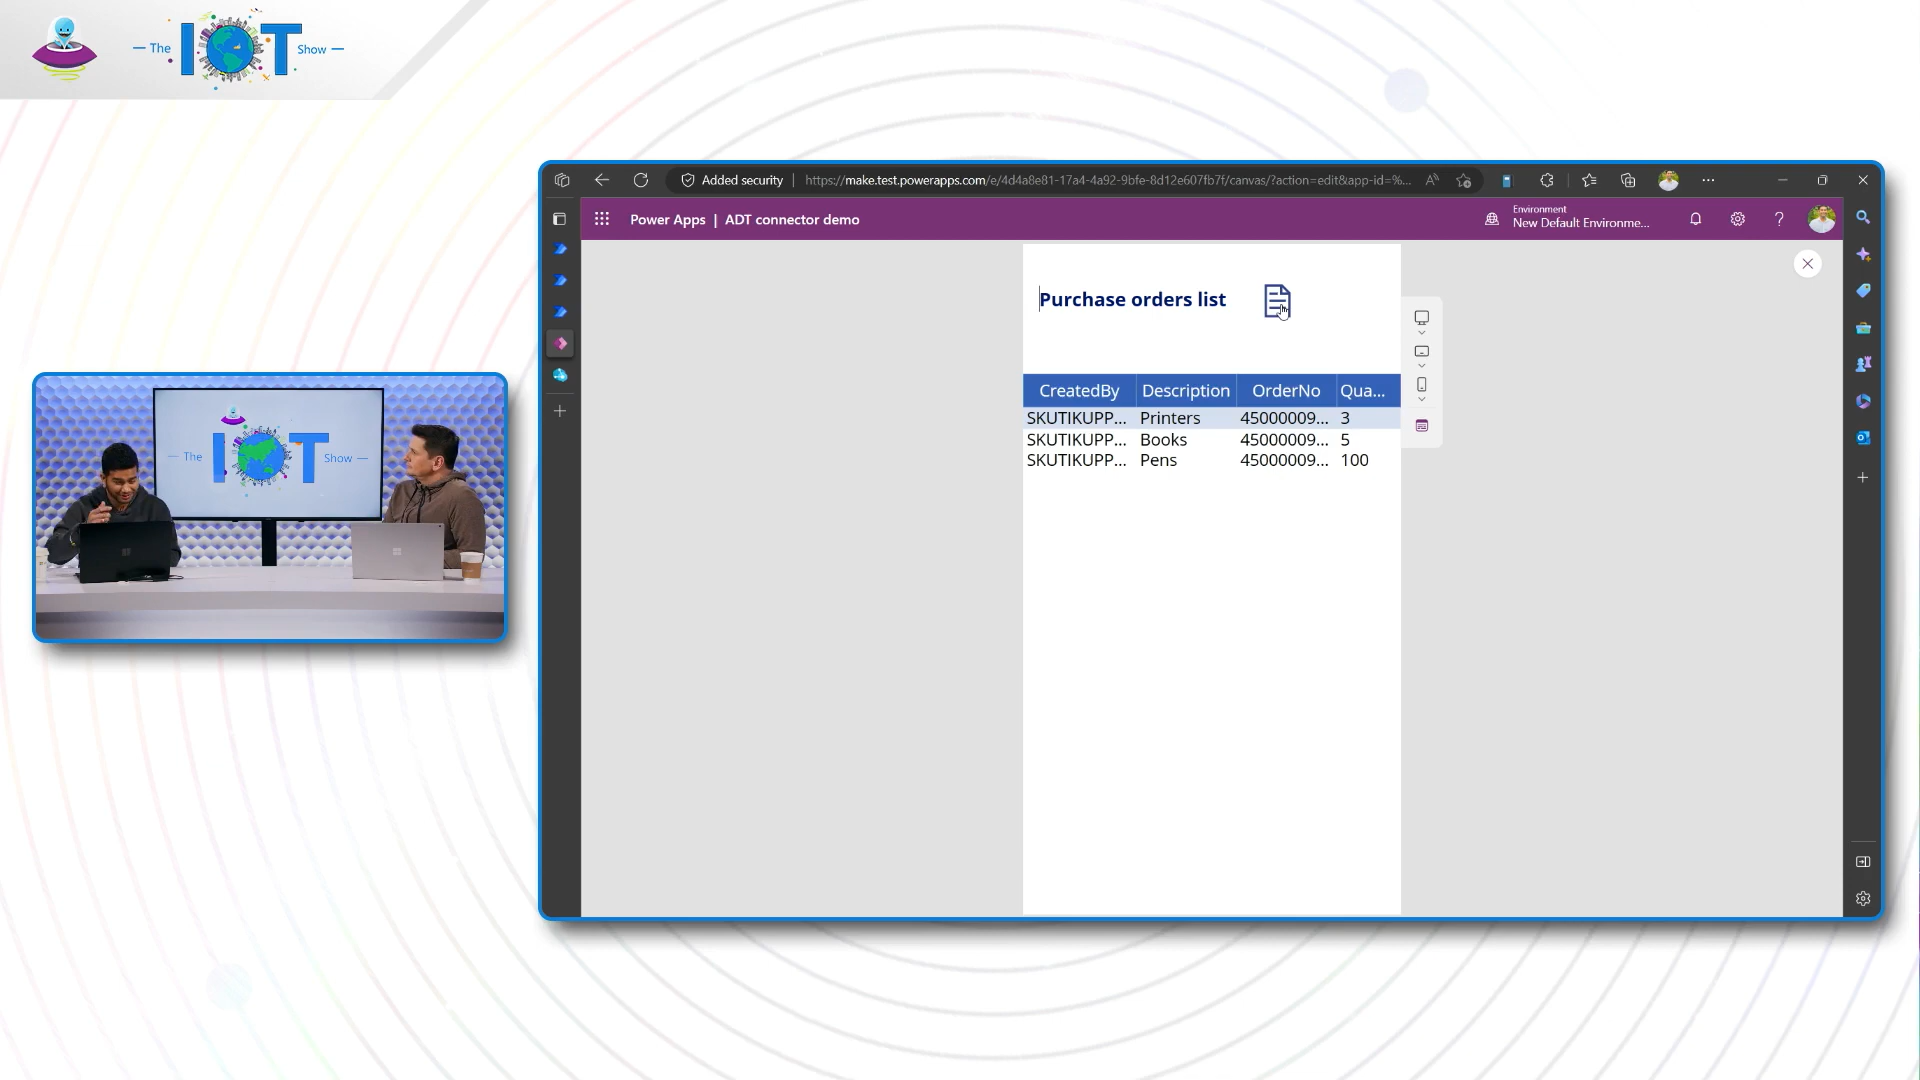 The IOT Show
Added security
https://make.test.powerapps.com/e/4d4a8e81-17a4-4a92-9bfe-8d12e607fb7f/canvas/?action=edit&app-id=%...
Power Apps | ADT connector demo
Environment
New Default Environme...
Purchase orders list
CreatedBy Description OrderNo Qua...
SKUTIKUPP... Printers 45000009... 3
SKUTIKUPP... Books 45000009... 5
SKUTIKUPP... Pens 45000009... 100
The IOT Show